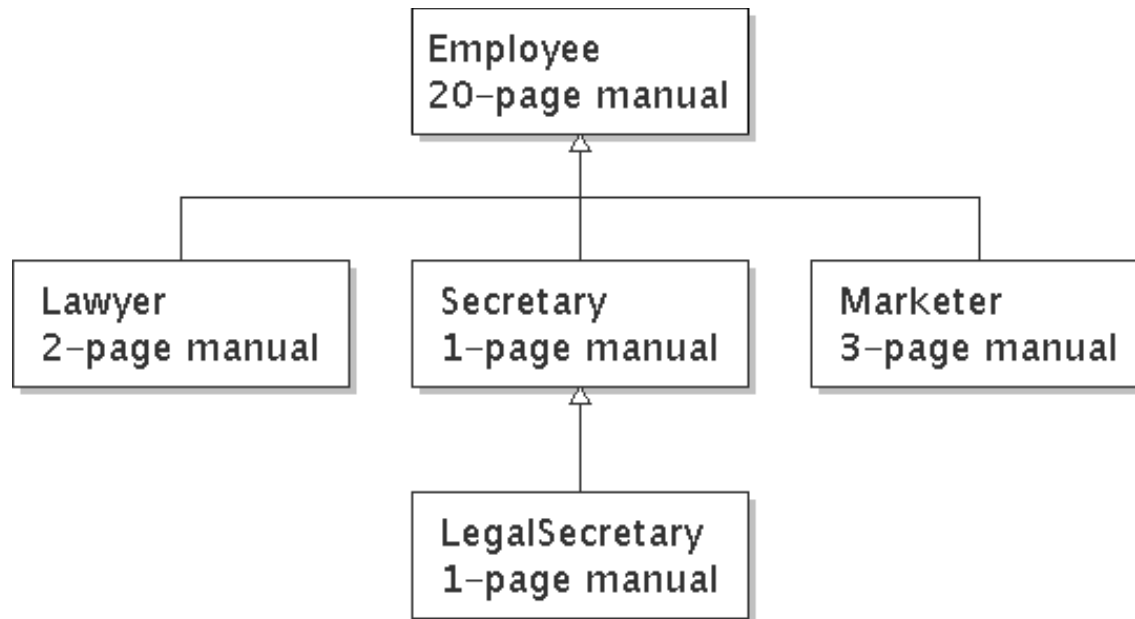 Employee
20-page manual
Lawyer
2-page manual
Secretary
1-page manual
Marketer
3-page manual
LegalSecretary
1-page manual